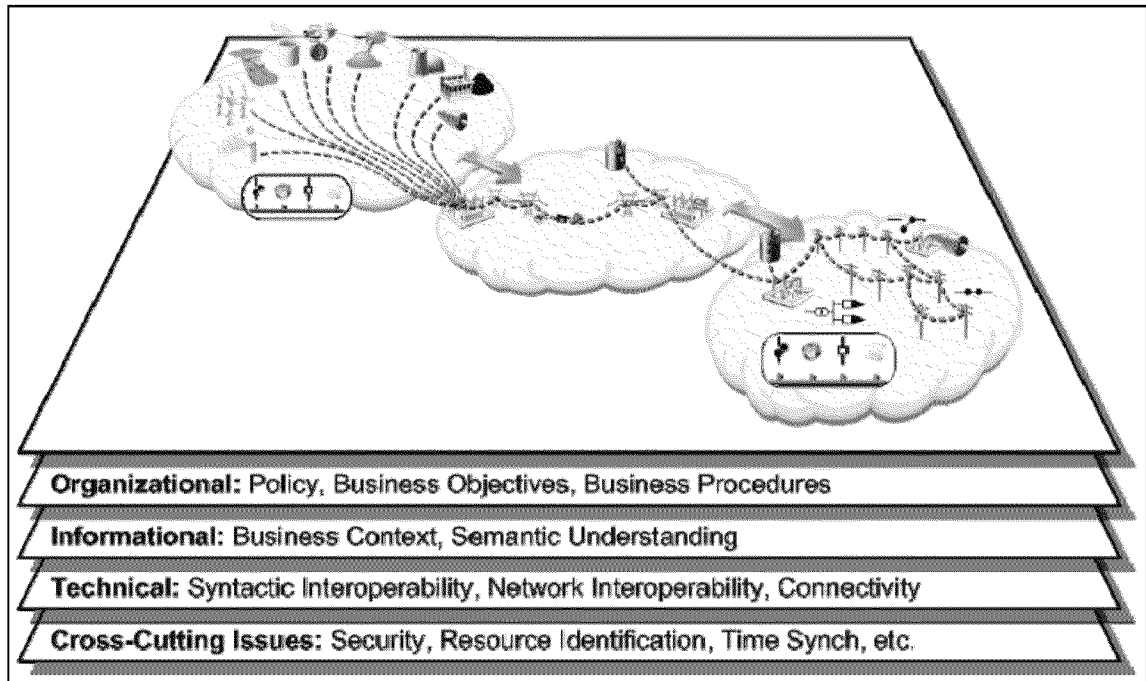 Organizational: Policy, Business Objectives, Business Procedures
Informational: Business Context, Semantic Understanding
Technical: Syntactic Interoperability, Network Interoperability, Connectivity
Cross-Cutting Issues: Security, Resource Identification, Time Synch, etc.